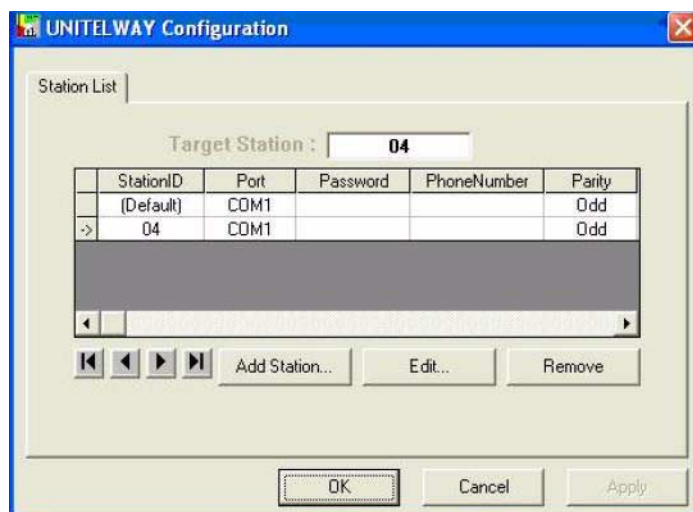 UNITELWAY Configuration
Station List
Target Station : 04
StationID Port Password PhoneNumber Parity
(Default) COM1 Odd
-> 04 COM1 Odd
Add Station... Edit... Remove
OK Cancel Apply